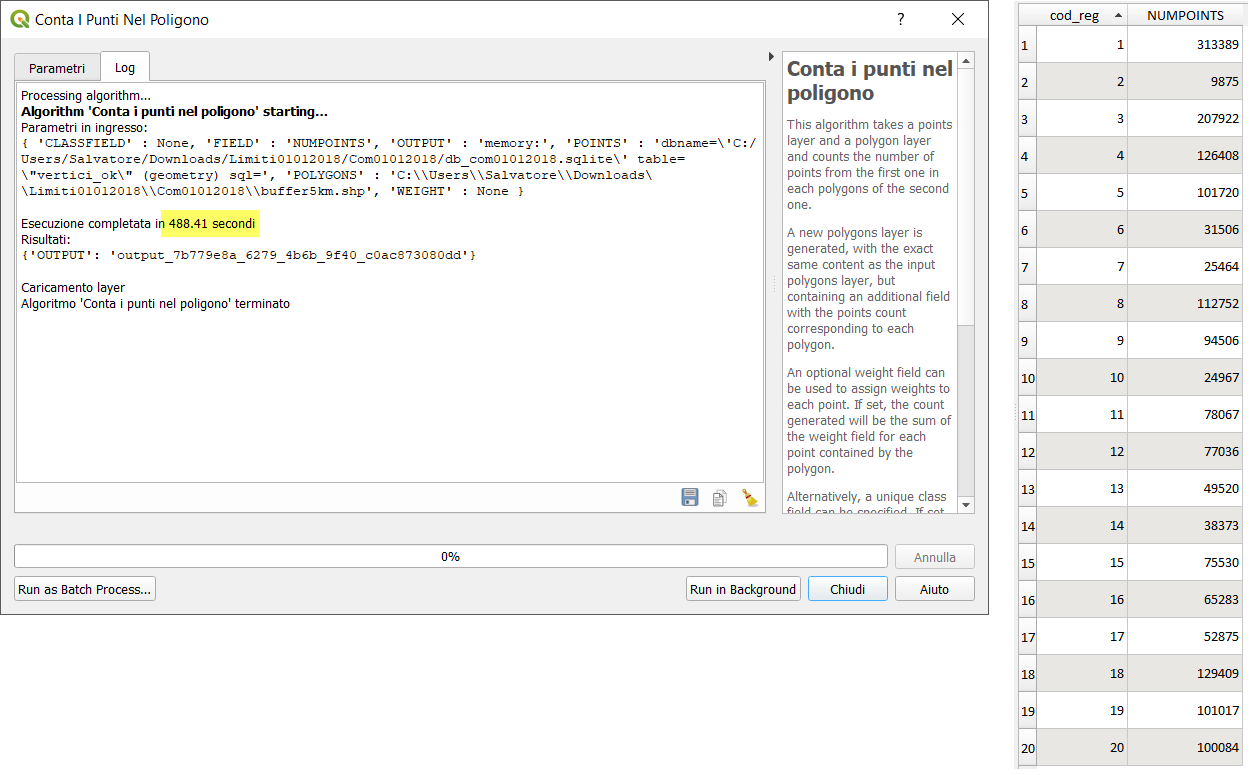 Conta I Punti Nel Poligono
?
Parametri
Log
Processing algorithm...
Algorithm 'Conta i punti nel poligono' starting...
Parametri in ingresso:
{ 'CLASSFIELD' : None, 'FIELD' : 'NUMPOINTS', 'OUTPUT' : 'memory:', 'POINTS' : 'dbname=\'C:/
Users/Salvatore/Downloads/Limiti01012018/Com01012018/db_com01012018.sqlite\' table=
\"vertici_ok\" (geometry) sql=', 'POLYGONS' : 'C:\\Users\\Salvatore\\Downloads\
\Limiti01012018\\Com01012018\\buffer5km.shp', 'WEIGHT' : None }
Esecuzione completata in 488.41 secondi
Risultati:
{'OUTPUT': 'output_7b779e8a_6279_4b6b_9f40_c0ac873080dd'}
Caricamento layer
Algoritmo 'Conta i punti nel poligono' terminato
Conta i punti nel
poligono
This algorithm takes a points
layer and a polygon layer
and counts the number of
points from the first one in
each polygons of the second
one.
A new polygons layer is
generated, with the exact
same content as the input
polygons layer, but
containing an additional field
with the points count
corresponding to each
polygon.
An optional weight field can
be used to assign weights to
each point. If set, the count
generated will be the sum of
the weight field for each
point contained by the
polygon.
Alternatively, a unique class
field can be specified. If set
0%
Annulla
Run as Batch Process...
Run in Background
Chiudi
Aiuto
cod_reg NUMPOINTS
1 1 313389
2 2 9875
3 3 207922
4 4 126408
5 5 101720
6 6 31506
7 7 25464
8 8 112752
9 9 94506
10 10 24967
11 11 78067
12 12 77036
13 13 49520
14 14 38373
15 15 75530
16 16 65283
17 17 52875
18 18 129409
19 19 101017
20 20 100084